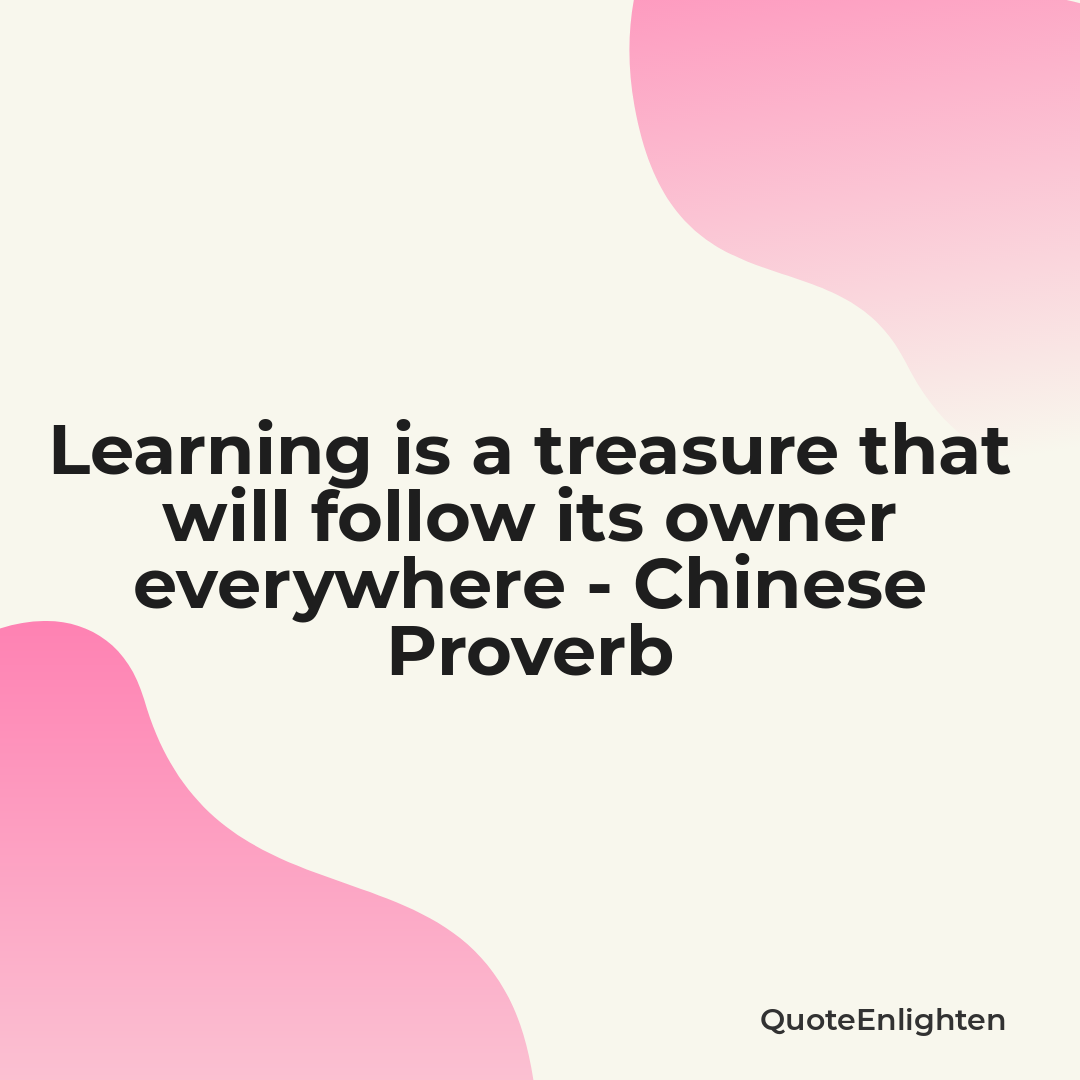 Learning is a treasure that
will follow its owner
everywhere - Chinese
Proverb
QuoteEnlighten